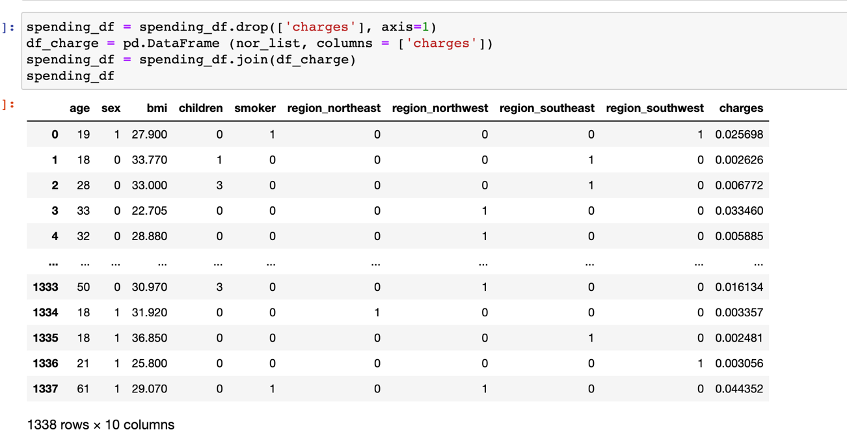 ]: spending_df = spending_df.drop(['charges'], axis=1)
df_charge = pd.DataFrame (nor_list, columns = ['charges'])
spending_df = spending_df.join(df_charge)
spending_df
]:
age sex bmi children smoker region_northeast region_northwest region_southeast region_southwest charges
0 19 1 27.900 0 1 0 0 0 1 0.025698
1 18 0 33.770 1 0 0 0 1 0 0.002626
2 28 0 33.000 3 0 0 0 1 0 0.006772
3 33 0 22.705 0 0 0 1 0 0 0.033460
4 32 0 28.880 0 0 0 1 0 0 0.005885
... ... ... ... ... ... ... ... ... ... ...
1333 50 0 30.970 3 0 0 1 0 0 0.016134
1334 18 1 31.920 0 0 1 0 0 0 0.003357
1335 18 1 36.850 0 0 0 0 1 0 0.002481
1336 21 1 25.800 0 0 0 0 0 1 0.003056
1337 61 1 29.070 0 1 0 1 0 0 0.044352
1338 rows × 10 columns